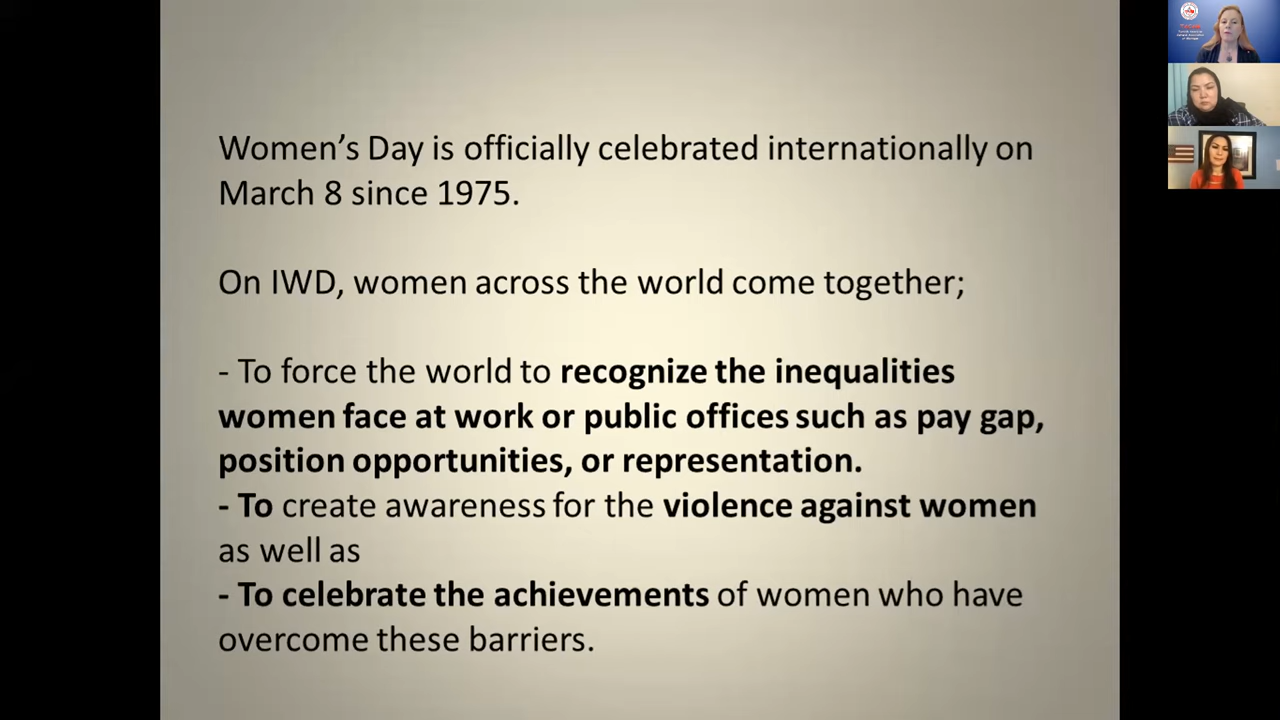 Women’s Day is officially celebrated internationally on
March 8 since 1975.
On IWD, women across the world come together;
- To force the world to recognize the inequalities
women face at work or public offices such as pay gap,
position opportunities, or representation.
- To create awareness for the violence against women
as well as
- To celebrate the achievements of women who have
overcome these barriers.